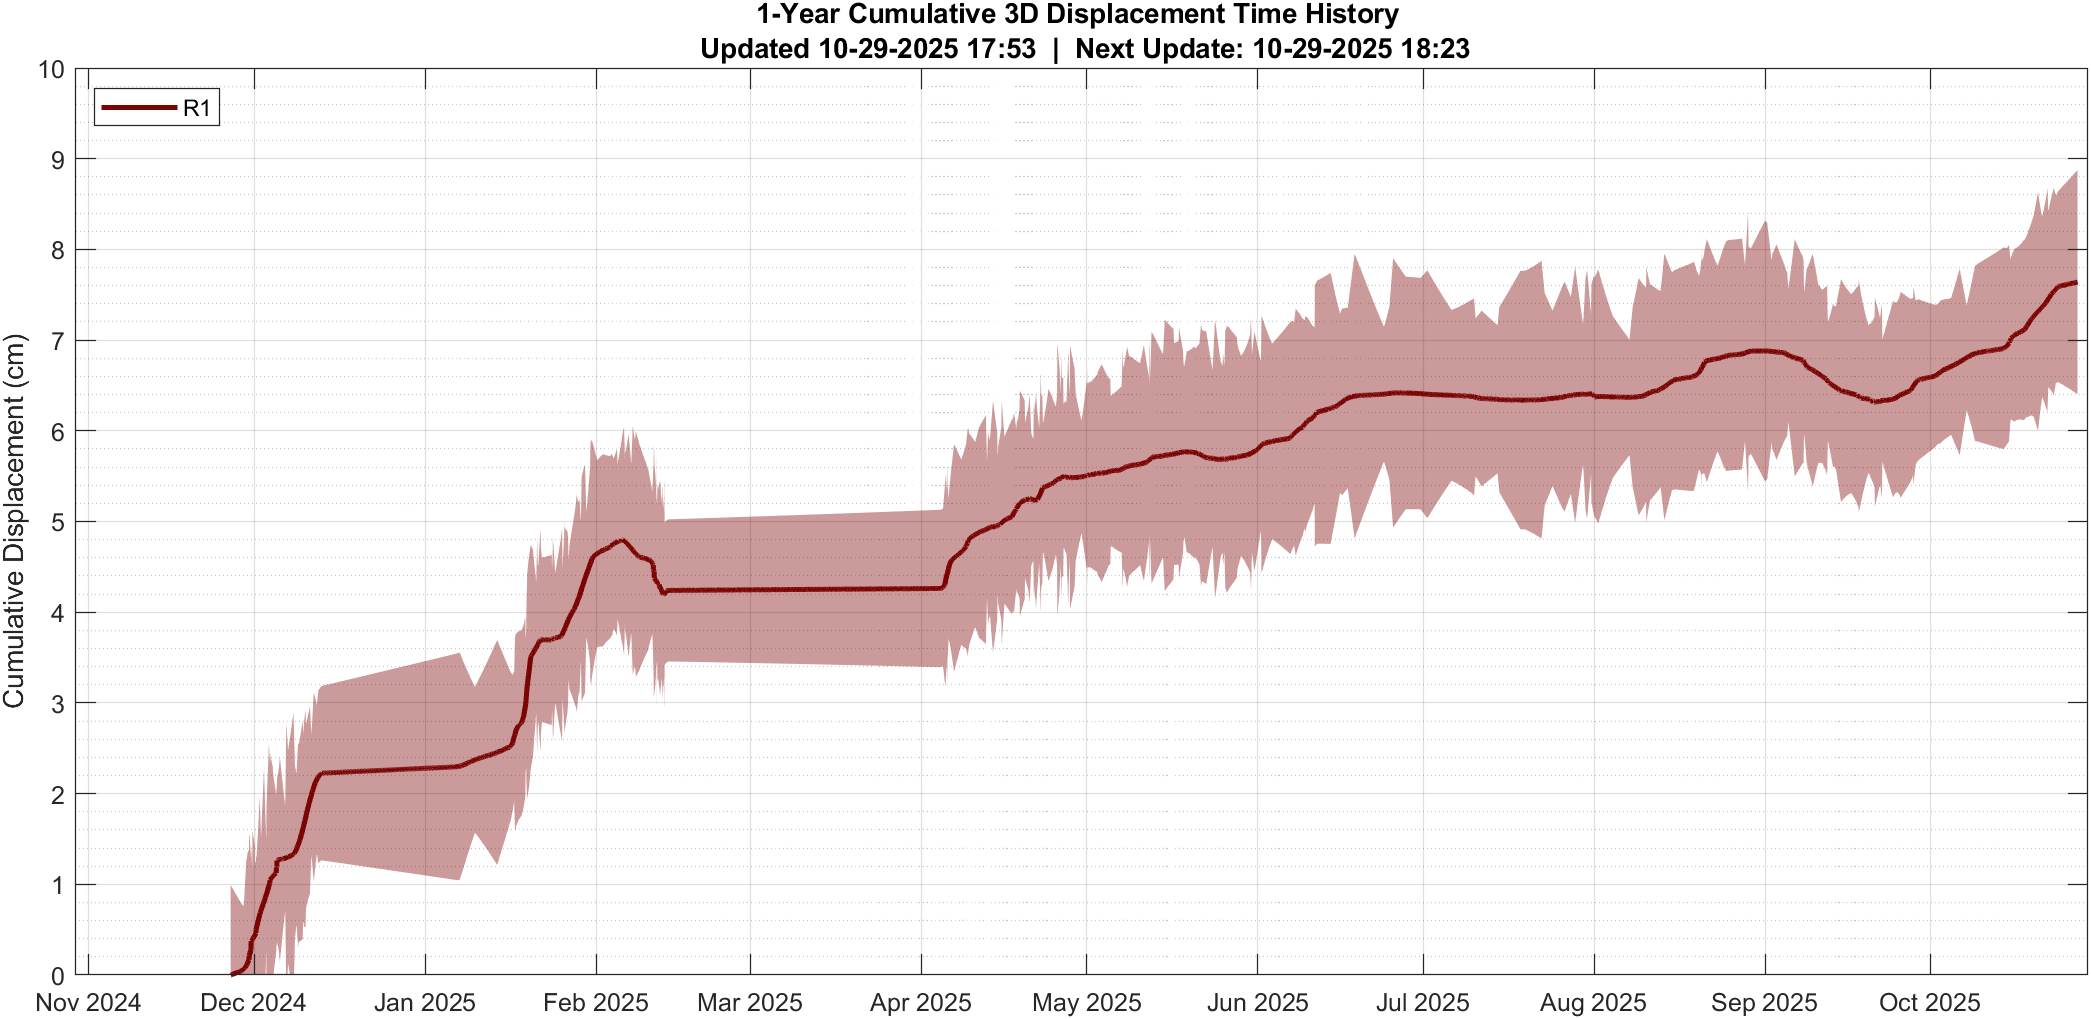 1-Year Cumulative 3D Displacement Time History
Updated 10-29-2025 17:53 | Next Update: 10-29-2025 18:23
R1
Cumulative Displacement (cm)
10
9
8
7
6
5
4
3
2
1
0
Nov 2024 Dec 2024 Jan 2025 Feb 2025 Mar 2025 Apr 2025 May 2025 Jun 2025 Jul 2025 Aug 2025 Sep 2025 Oct 2025